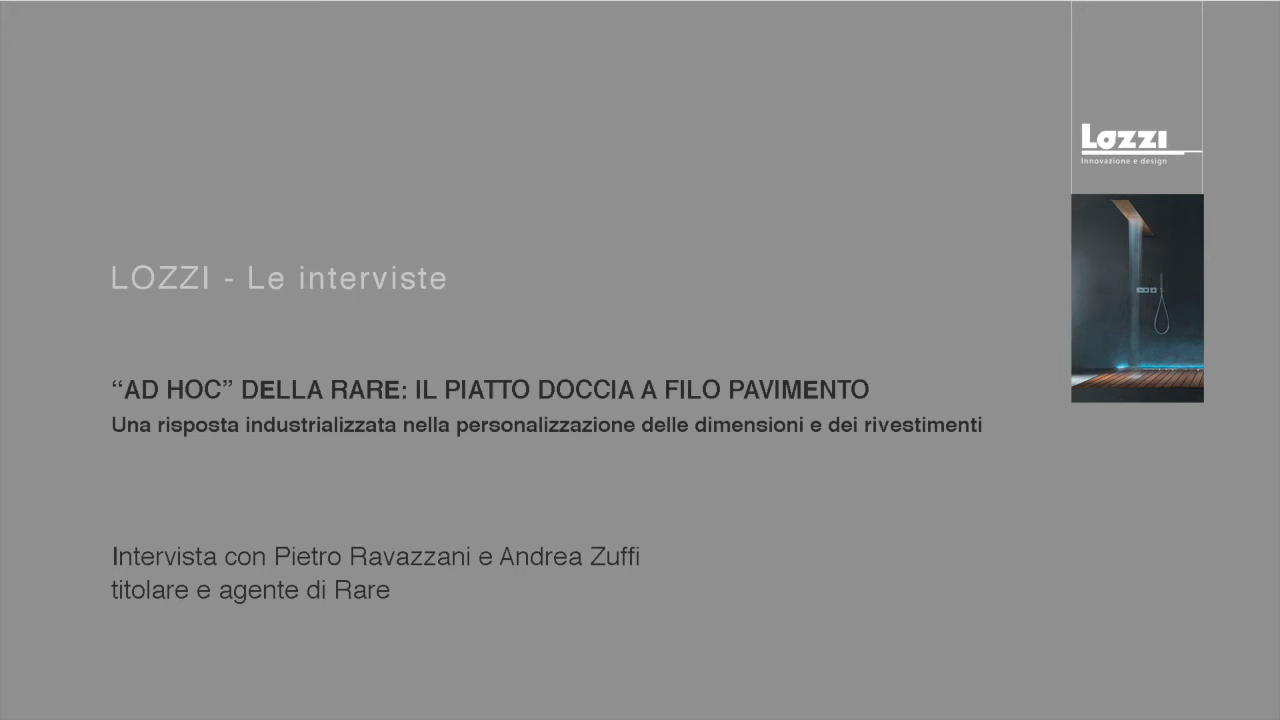 Lozzi
Innovazione e design
LOZZI - Le interviste
“AD HOC” DELLA RARE: IL PIATTO DOCCIA A FILO PAVIMENTO
Una risposta industrializzata nella personalizzazione delle dimensioni e dei rivestimenti
Intervista con Pietro Ravazzani e Andrea Zuffi
titolare e agente di Rare